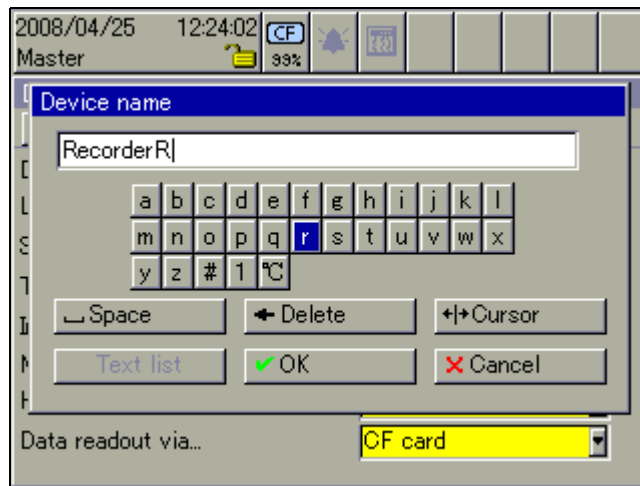 2008/04/25 12:24:02 CF
Master 99%
Device name
RecorderR
a b c d e f g h i j k l
m n o p q r s t u v w x
y z # 1 °C
Space Delete Cursor
Text list OK Cancel
Data readout via... CF card